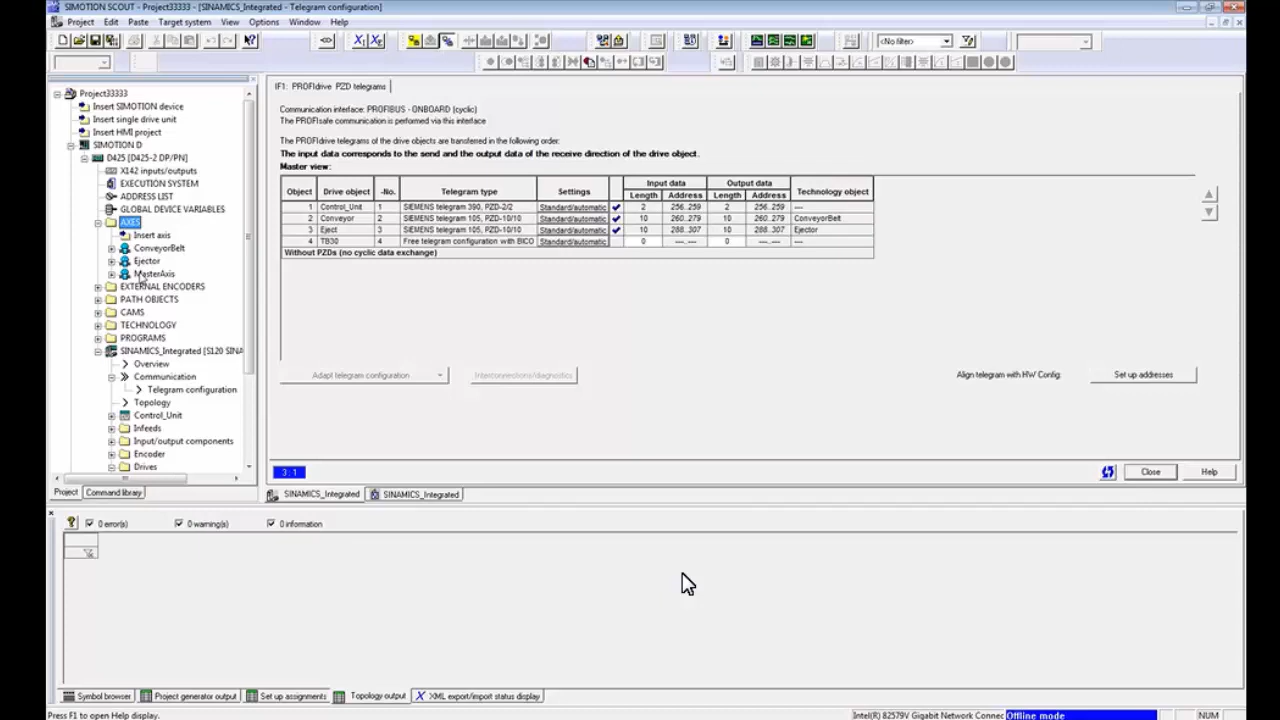 SIMOTION SCOUT - Project33333 - [SINAMICS_Integrated - Telegram configuration]
Project Edit Paste Target system View Options Window Help
<No filter>
Project33333
Insert SIMOTION device
Insert single drive unit
Insert HMI project
SIMOTION D
D425 [D425-2 DP/PN]
X142 inputs/outputs
EXECUTION SYSTEM
ADDRESS LIST
GLOBAL DEVICE VARIABLES
AXES
Insert axis
ConveyorBelt
Ejector
MasterAxis
EXTERNAL ENCODERS
PATH OBJECTS
CAMS
TECHNOLOGY
PROGRAMS
SINAMICS_Integrated [S120 SINA
Overview
Communication
Telegram configuration
Topology
Control_Unit
Infeeds
Input/output components
Encoder
Drives
Project Command library
IF1: PROFIdrive PZD telegrams
Communication interface: PROFIBUS - ONBOARD (cyclic)
The PROFIsafe communication is performed via this interface
The PROFIdrive telegrams of the drive objects are transferred in the following order:
The input data corresponds to the send and the output data of the receive direction of the drive object.
Master view:
Object Drive object -No. Telegram type Settings Input data Output data Technology object
Length Address Length Address
1 Control_Unit 1 SIEMENS telegram 390, PZD-2/2 Standard/automatic 2 256..259 2 256..259 ---
2 Conveyor 2 SIEMENS telegram 105, PZD-10/10 Standard/automatic 10 260..279 10 260..279 ConveyorBelt
3 Eject 3 SIEMENS telegram 105, PZD-10/10 Standard/automatic 10 288..307 10 288..307 Ejector
4 TB30 4 Free telegram configuration with BICO Standard/automatic 0 ---.--- 0 ---.--- ---
Without PZDs (no cyclic data exchange)
Adapt telegram configuration Interconnections/diagnostics Align telegram with HW Config: Set up addresses
3:1 Close Help
SINAMICS_Integrated SINAMICS_Integrated
0 error(s) 0 warning(s) 0 information
Symbol browser Project generator output Set up assignments Topology output XML export/import status display
Press F1 to open Help display. Intel(R) 82579V Gigabit Network Connec Offline mode NUM